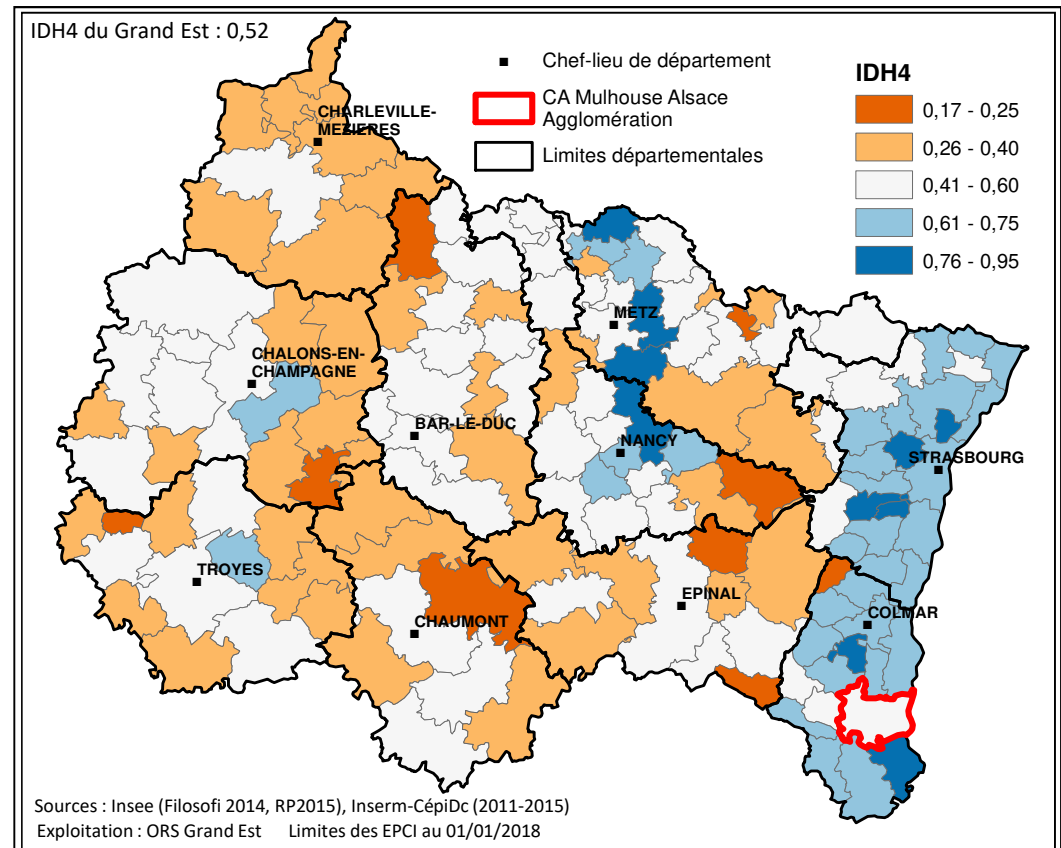 IDH4 du Grand Est : 0,52
Chef-lieu de département
CA Mulhouse Alsace
Agglomération
Limites départementales
IDH4
0,17 - 0,25
0,26 - 0,40
0,41 - 0,60
0,61 - 0,75
0,76 - 0,95
CHARLEVILLE-
MEZIERES
METZ
CHALONS-EN-
CHAMPAGNE
BAR-LE-DUC
NANCY
STRASBOURG
TROYES
EPINAL
CHAUMONT
COLMAR
Sources : Insee (Filosofi 2014, RP2015), Inserm-CépiDc (2011-2015)
Exploitation : ORS Grand Est Limites des EPCI au 01/01/2018